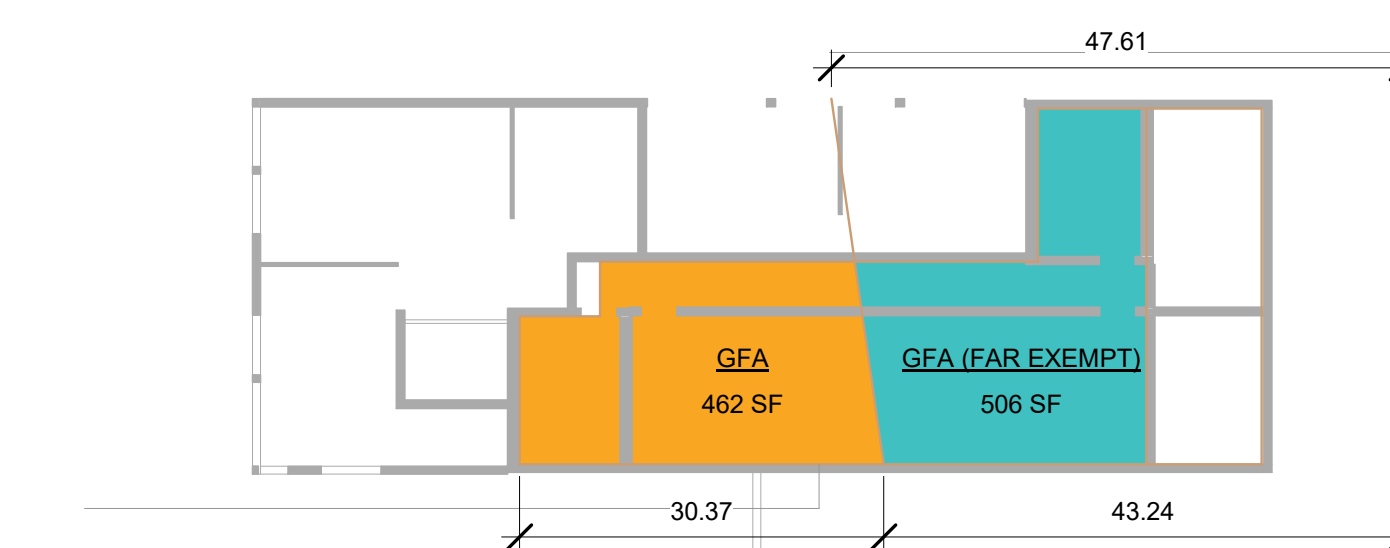 47.61
GFA
GFA (FAR EXEMPT)
462 SF
506 SF
30.37
43.24